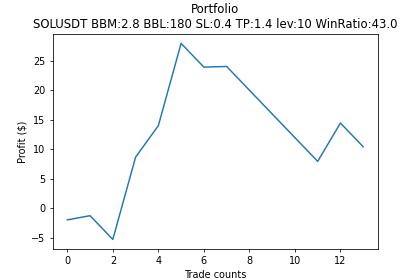 Portfolio
SOLUSDT BBM:2.8 BBL:180 SL:0.4 TP:1.4 lev:10 WinRatio:43.0
25
20
15
10
5
0
−5
Profit ($)
0 2 4 6 8 10 12
Trade counts